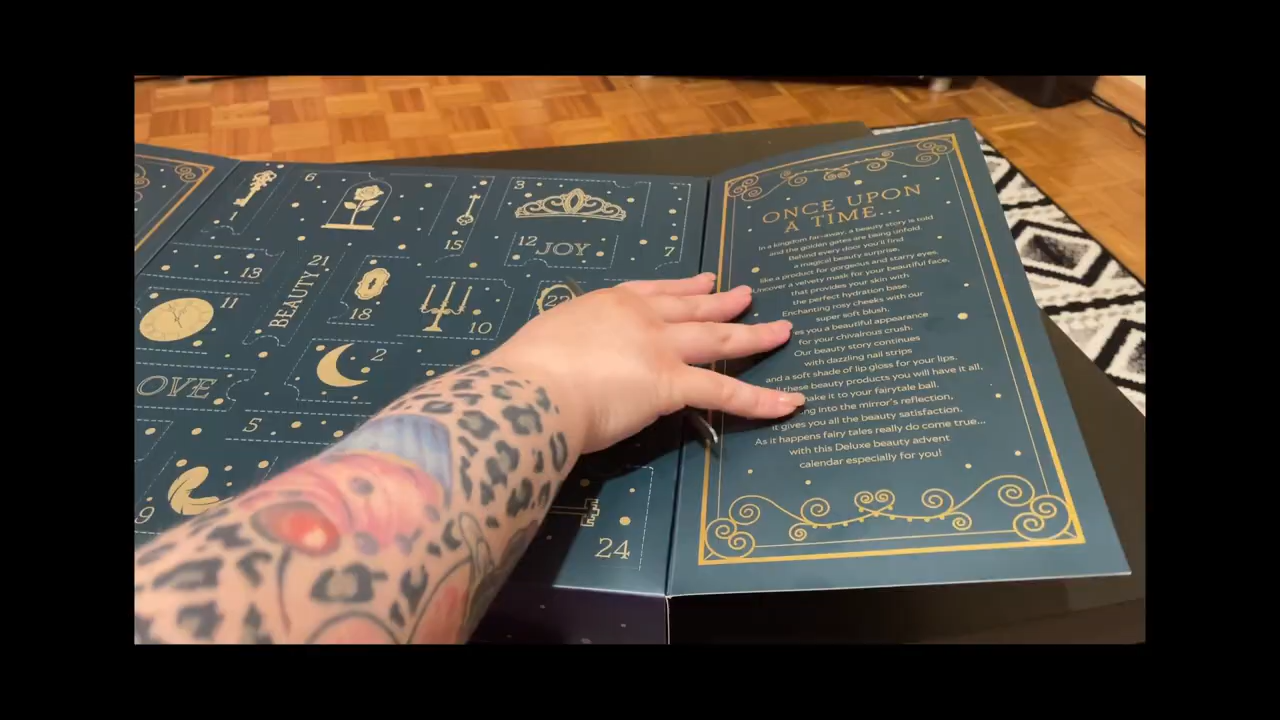 1
6
3
15
12
JOY
7
13
21
BEAUTY
11
18
10
22
2
OVE
5
9
24
ONCE UPON
A TIME...
In a kingdom far away, a beauty story is told
and the golden gates are being unfold.
Behind every door you'll find
a magical beauty surprise,
like a product for gorgeous and starry eyes.
Uncover a velvety mask for your beautiful face,
that provides your skin with
the perfect hydration base.
Enchanting rosy cheeks with our
super soft blush,
es you a beautiful appearance
for your chivalrous crush.
Our beauty story continues
with dazzling nail strips
and a soft shade of lip gloss for your lips.
these beauty products you will have it all,
make it to your fairytale ball.
into the mirror's reflection,
it gives you all the beauty satisfaction.
As it happens fairy tales really do come true...
with this Deluxe beauty advent
calendar especially for you!